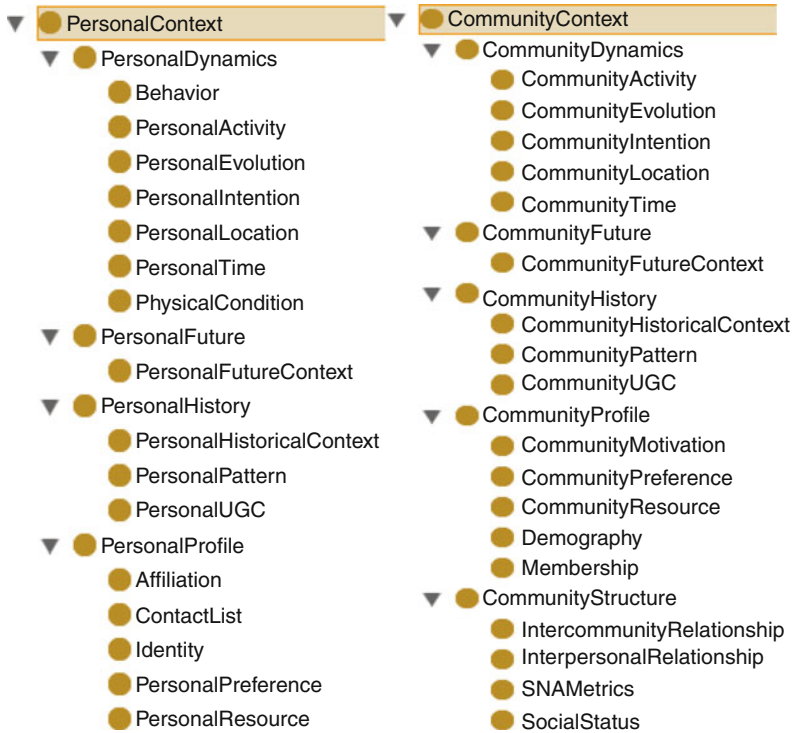 PersonalContext
PersonalDynamics
Behavior
PersonalActivity
PersonalEvolution
PersonalIntention
PersonalLocation
PersonalTime
PhysicalCondition
PersonalFuture
PersonalFutureContext
PersonalHistory
PersonalHistoricalContext
PersonalPattern
PersonalUGC
PersonalProfile
Affiliation
ContactList
Identity
PersonalPreference
PersonalResource
CommunityContext
CommunityDynamics
CommunityActivity
CommunityEvolution
CommunityIntention
CommunityLocation
CommunityTime
CommunityFuture
CommunityFutureContext
CommunityHistory
CommunityHistoricalContext
CommunityPattern
CommunityUGC
CommunityProfile
CommunityMotivation
CommunityPreference
CommunityResource
Demography
Membership
CommunityStructure
IntercommunityRelationship
InterpersonalRelationship
SNAMetrics
SocialStatus